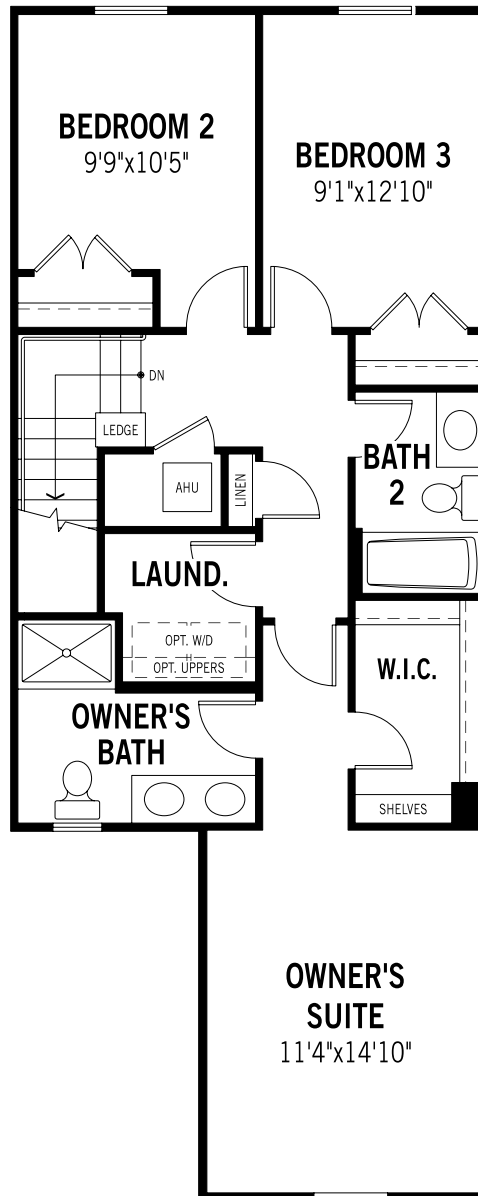 BEDROOM 2
9'9"x10'5"
BEDROOM 3
9'1"x12'10"
DN
LEDGE
AHU
LINEN
BATH
2
LAUND.
OPT. W/D
OPT. UPPERS
W.I.C.
OWNER'S
BATH
SHELVES
OWNER'S
SUITE
11'4"x14'10"